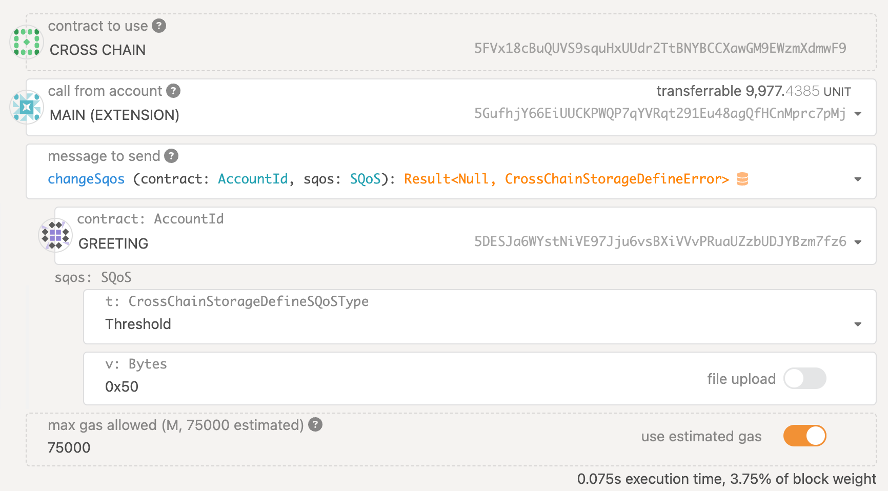 contract to use ?
CROSS CHAIN 5FVx18cBuQUVS9squHxUUdr2TtBNYBCCXawGM9EWzmXdmwF9
call from account ? transferrable 9,977.4385 UNIT
MAIN (EXTENSION) 5GufhjY66EiUUCKPWQP7qYVRqt291Eu48agQfHCnMprc7pMj
message to send ?
changeSqos (contract: AccountId, sqos: SQoS): Result<Null, CrossChainStorageDefineError>
contract: AccountId
GREETING 5DESJa6WYstNiVE97Jju6vsBXiVVvPRuaUZzbUDJYBzm7fz6
sqos: SQoS
t: CrossChainStorageDefineSQoSType
Threshold
v: Bytes
0x50 file upload
max gas allowed (M, 75000 estimated) ?
75000 use estimated gas
0.075s execution time, 3.75% of block weight